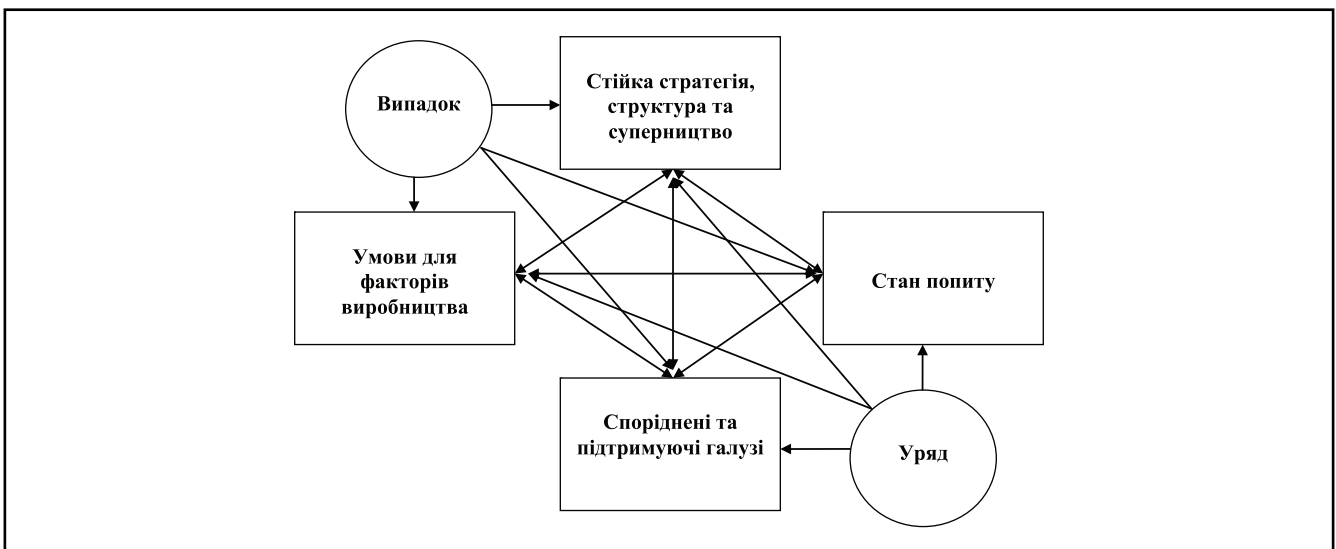 Випадок
Стійка стратегія,
структура та
суперництво
Умови для
факторів
виробництва
Стан попиту
Споріднені та
підтримуючі галузі
Уряд